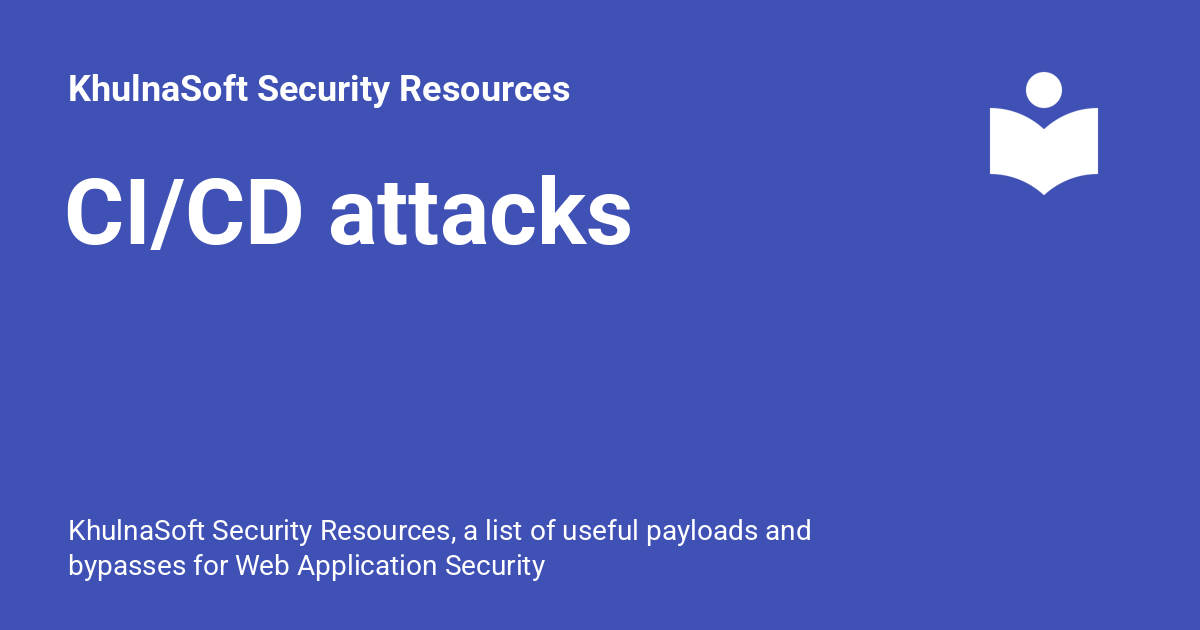 KhulnaSoft Security Resources
CI/CD attacks
KhulnaSoft Security Resources, a list of useful payloads and
bypasses for Web Application Security